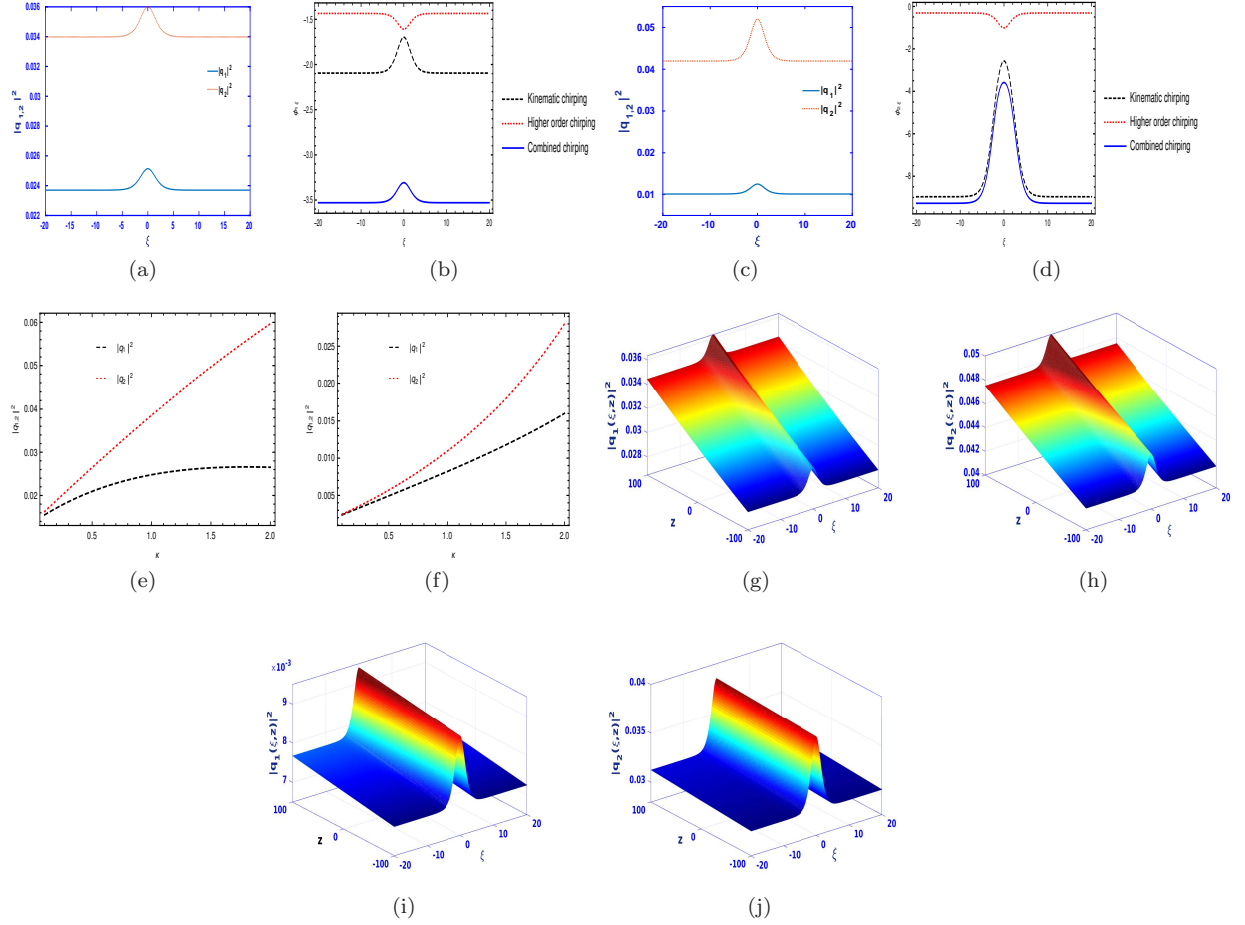 0.036
0.034
0.032
0.03
0.028
0.026
0.024
0.022
-20 -15 -10 -5 0 5 10 15 20
ξ
|q1,2|²
|q1|²
|q2|²
(a)
-1.5
-2.0
-2.5
-3.0
-3.5
-20 -10 0 10 20
ξ
Kinematic chirping
Higher order chirping
Combined chirping
(b)
0.05
0.04
0.03
0.02
0.01
-20 -10 0 10 20
ξ
|q1,2|²
|q1|²
|q2|²
(c)
0
-2
-4
-6
-8
-20 -10 0 10 20
ξ
Kinematic chirping
Higher order chirping
Combined chirping
(d)
0.06
0.05
0.04
0.03
0.02
0.5 1.0 1.5 2.0
κ
|q1,2|²
|q1|²
|q2|²
(e)
0.025
0.020
0.015
0.010
0.005
0.5 1.0 1.5 2.0
κ
|q1,2|²
|q1|²
|q2|²
(f)
|q1(ξ,z)|²
0.036
0.034
0.032
0.03
0.028
100
0
-100
z
-20 -10 0 10 20
ξ
(g)
|q2(ξ,z)|²
0.05
0.048
0.046
0.044
0.042
0.04
100
0
-100
z
-20 -10 0 10 20
ξ
(h)
×10⁻³
|q1(ξ,z)|²
9
8
7
100
0
-100
z
-20 -10 0 10 20
ξ
(i)
|q2(ξ,z)|²
0.04
0.035
0.03
100
0
-100
z
-20 -10 0 10 20
ξ
(j)